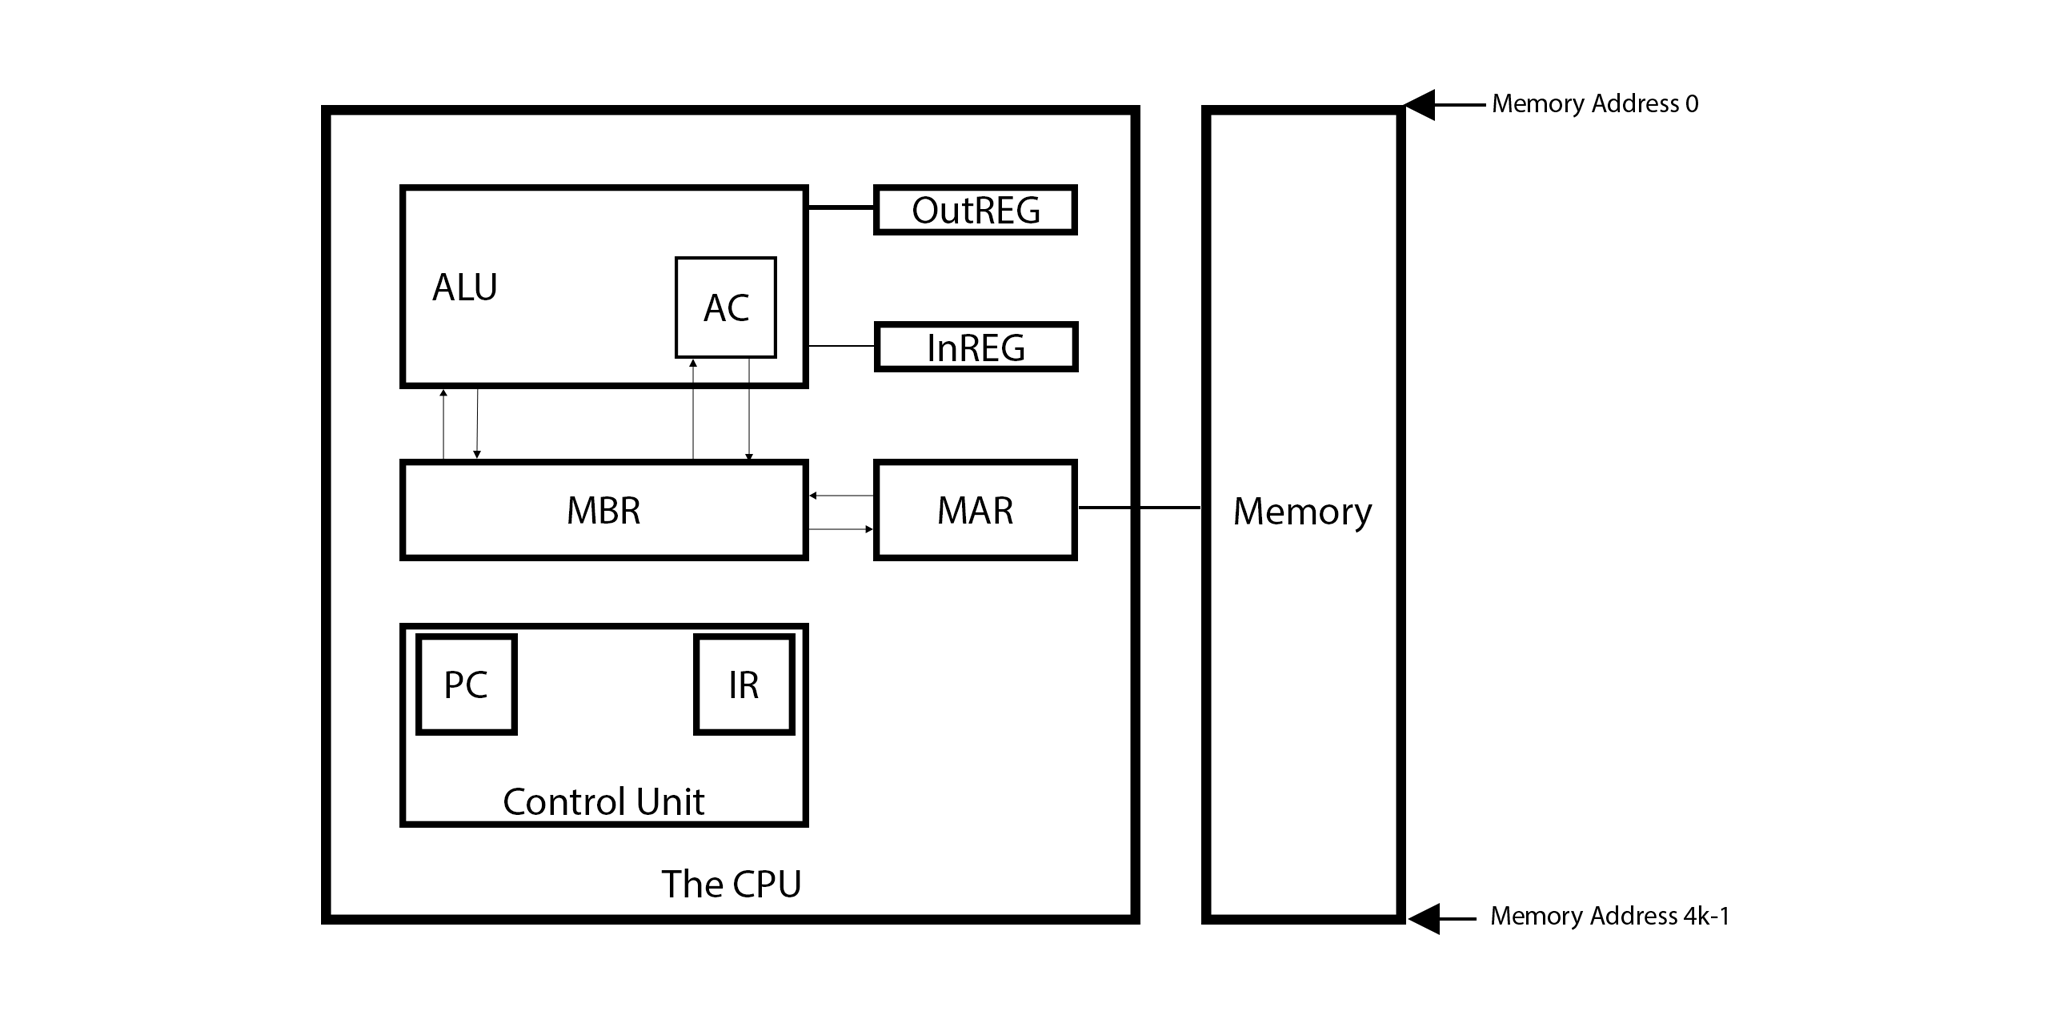 Memory Address 0
OutREG
ALU
AC
InREG
MBR
MAR
Memory
PC
IR
Control Unit
The CPU
Memory Address 4k-1